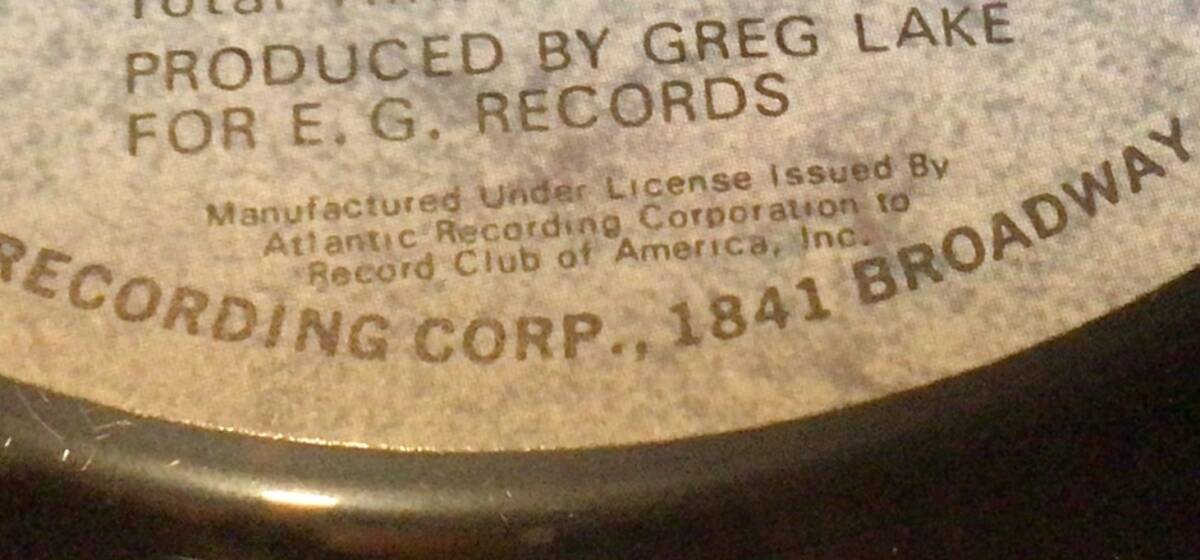 Total
PRODUCED BY GREG LAKE
FOR E. G. RECORDS
Manufactured Under License Issued By
Atlantic Recording Corporation to
Record Club of America, Inc.
RECORDING CORP., 1841 BROADWAY